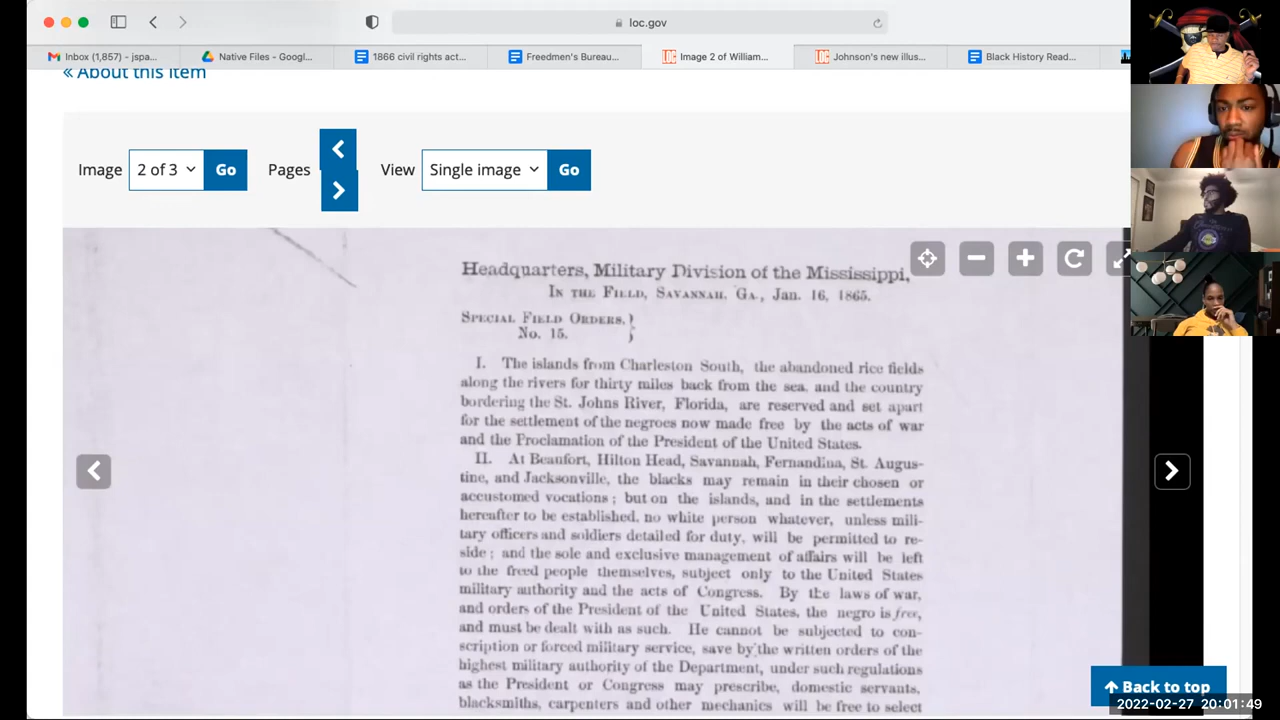 loc.gov
Inbox (1,857) - jspa...
Native Files - Googl...
1866 civil rights act...
Freedmen's Bureau...
Image 2 of William...
Johnson's new illus...
Black History Read...
« About this item
Image 2 of 3 Go Pages View Single image Go
Headquarters, Military Division of the Mississippi,
In the Field, Savannah, Ga., Jan. 16, 1865.
Special Field Orders,
No. 15.
I. The islands from Charleston South, the abandoned rice fields
along the rivers for thirty miles back from the sea, and the country
bordering the St. Johns River, Florida, are reserved and set apart
for the settlement of the negroes now made free by the acts of war
and the Proclamation of the President of the United States.
II. At Beaufort, Hilton Head, Savannah, Fernandina, St. Augus-
tine, and Jacksonville, the blacks may remain in their chosen or
accustomed vocations; but on the islands, and in the settlements
hereafter to be established, no white person whatever, unless mili-
tary officers and soldiers detailed for duty, will be permitted to re-
side; and the sole and exclusive management of affairs will be left
to the freed people themselves, subject only to the United States
military authority and the acts of Congress. By the laws of war,
and orders of the President of the United States, the negro is free,
and must be dealt with as such. He cannot be subjected to con-
scription or forced military service, save by the written orders of the
highest military authority of the Department, under such regulations
as the President or Congress may prescribe, domestic servants,
blacksmiths, carpenters and other mechanics will be free to select
Back to top
2022-02-27 20:01:49